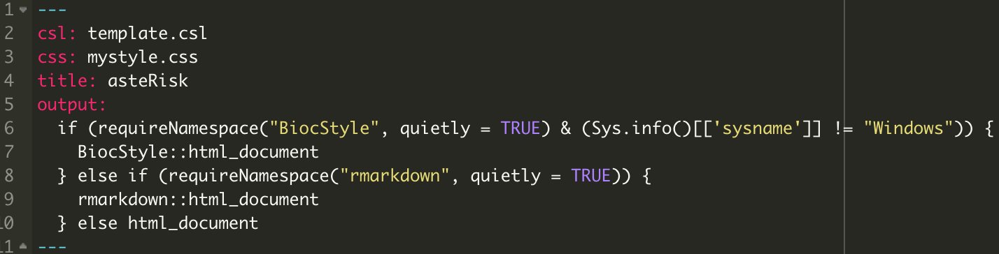 1 ---
2 csl: template.csl
3 css: mystyle.css
4 title: asteRisk
5 output:
6   if (requireNamespace("BiocStyle", quietly = TRUE) & (Sys.info()[['sysname']] != "Windows")) {
7     BiocStyle::html_document
8   } else if (requireNamespace("rmarkdown", quietly = TRUE)) {
9     rmarkdown::html_document
10   } else html_document
11 ---